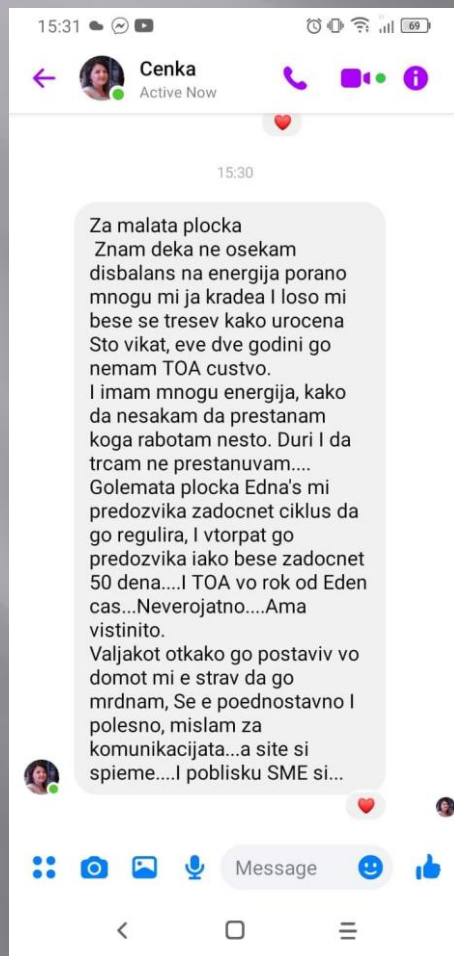 15:31
69
Cenka
Active Now
15:30
Za malata plocka
Znam deka ne osekam
disbalans na energija porano
mnogu mi ja kradea I loso mi
bese se tresev kako urocena
Sto vikat, eve dve godini go
nemam TOA custvo.
I imam mnogu energija, kako
da nesakam da prestanam
koga rabotam nesto. Duri I da
trcam ne prestanuvam....
Golemata plocka Edna's mi
predozvika zadocnet ciklus da
go regulira, I vtorpat go
predozvika iako bese zadocnet
50 dena....I TOA vo rok od Eden
cas...Neverojatno....Ama
vistinito.
Valjakot otkako go postaviv vo
domot mi e strav da go
mrdnam, Se e poednostavno I
polesno, mislam za
komunikacijata...a site si
spieme....I poblisku SME si...
Message